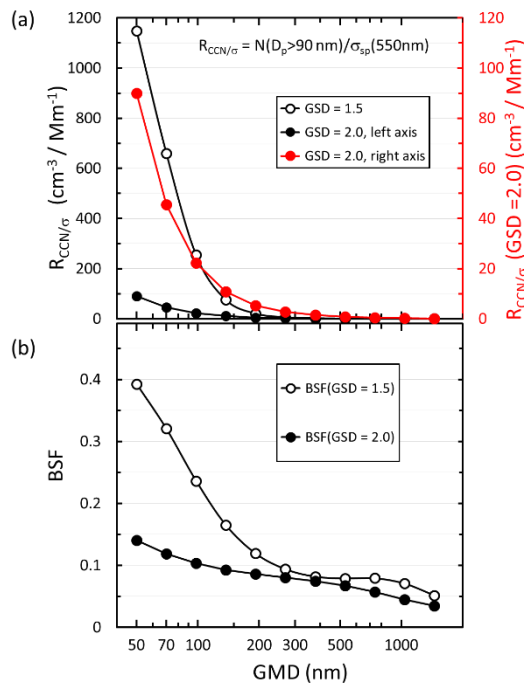 (a)
R_CCN/σ = N(D_p>90 nm)/σ_sp(550nm)
GSD = 1.5
GSD = 2.0, left axis
GSD = 2.0, right axis
R_CCN/σ (cm⁻³ / Mm⁻¹)
1200
1000
800
600
400
200
0
R_CCN/σ (cm⁻³ / Mm⁻¹)
(GSD =2.0)
120
100
80
60
40
20
0
(b)
BSF(GSD = 1.5)
BSF(GSD = 2.0)
BSF
0.4
0.3
0.2
0.1
0
50 70 100 200 300 500 1000
GMD (nm)